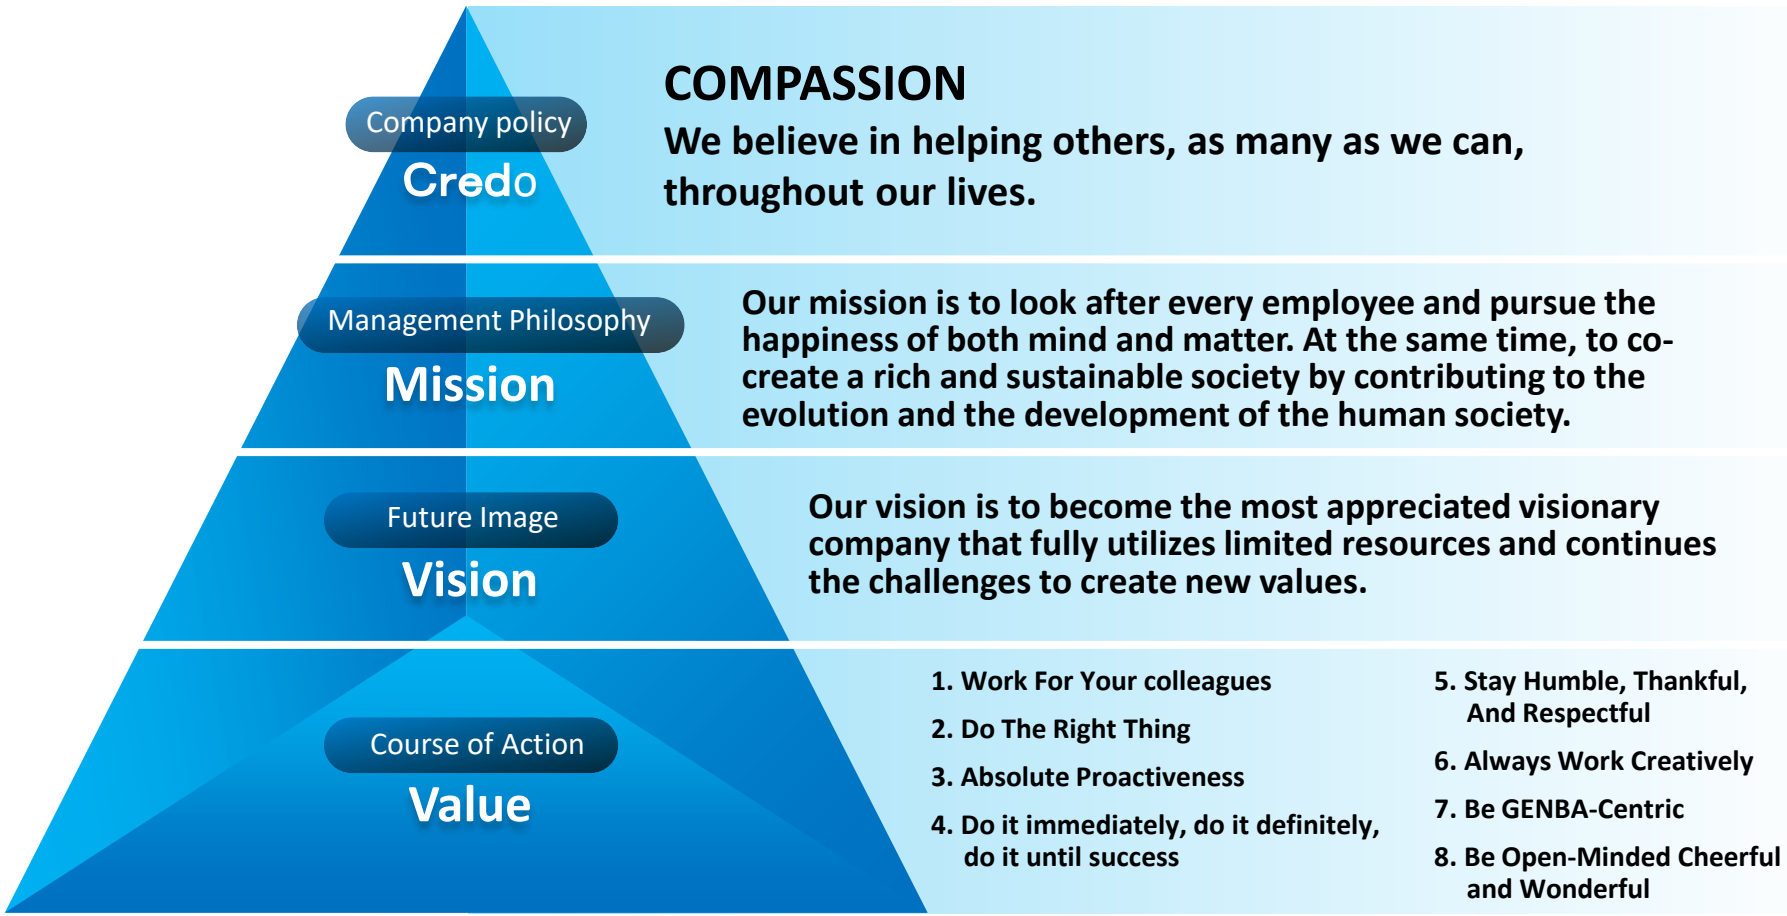 Company policy
Credo
COMPASSION
We believe in helping others, as many as we can,
throughout our lives.
Management Philosophy
Mission
Our mission is to look after every employee and pursue the
happiness of both mind and matter. At the same time, to co-
create a rich and sustainable society by contributing to the
evolution and the development of the human society.
Future Image
Vision
Our vision is to become the most appreciated visionary
company that fully utilizes limited resources and continues
the challenges to create new values.
Course of Action
Value
1. Work For Your colleagues
2. Do The Right Thing
3. Absolute Proactiveness
4. Do it immediately, do it definitely,
do it until success
5. Stay Humble, Thankful,
And Respectful
6. Always Work Creatively
7. Be GENBA-Centric
8. Be Open-Minded Cheerful
and Wonderful